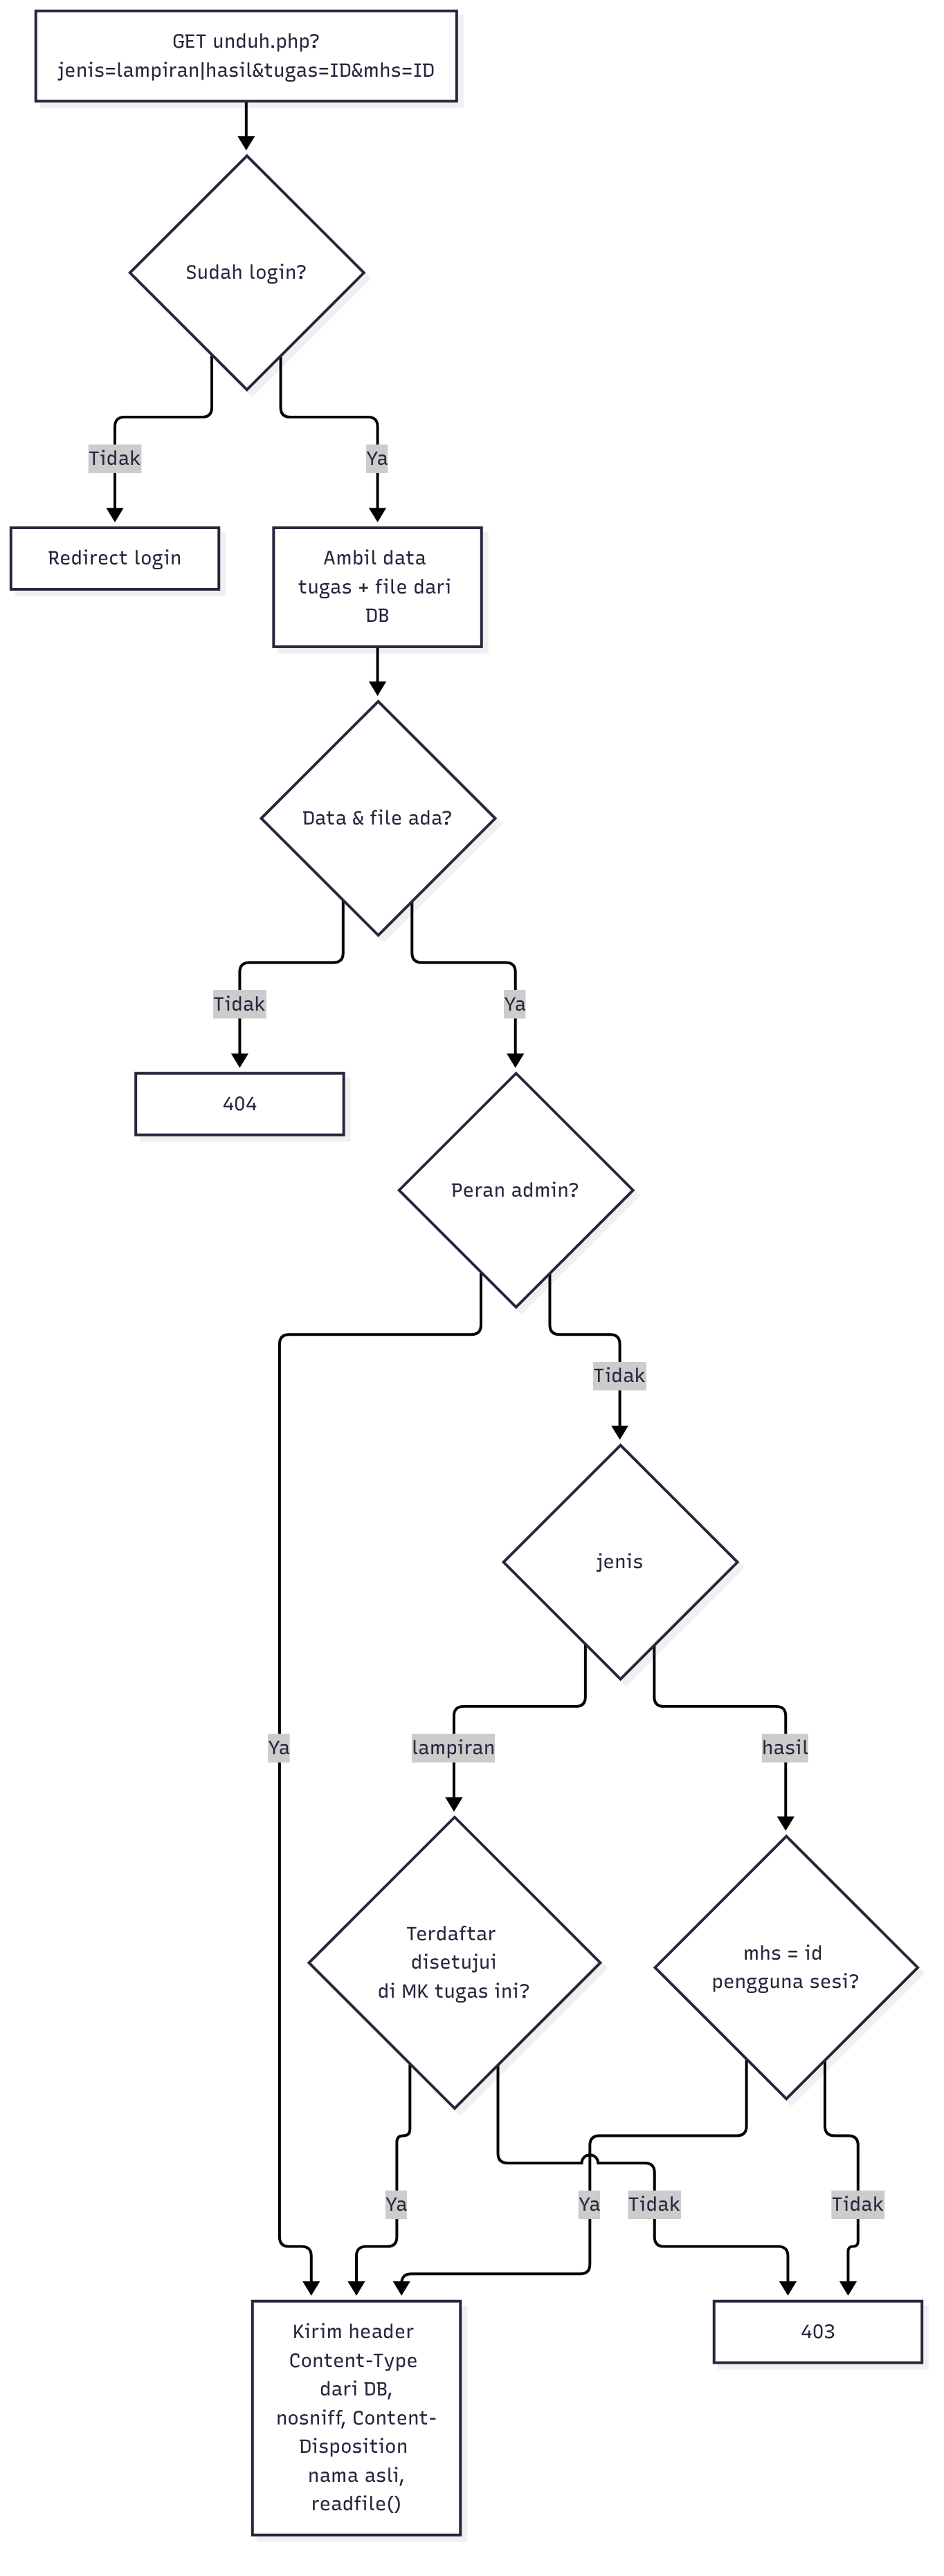 GET unduh.php?
jenis=lampiran|hasil&tugas=ID&mhs=ID
Sudah login?
Tidak
Ya
Redirect login
Ambil data
tugas + file dari
DB
Data & file ada?
Tidak
Ya
404
Peran admin?
Tidak
jenis
Ya
lampiran
hasil
Terdaftar
disetujui
di MK tugas ini?
mhs = id
pengguna sesi?
Ya
Ya
Tidak
Tidak
Kirim header
Content-Type
dari DB,
nosniff, Content-
Disposition
nama asli,
readfile()
403